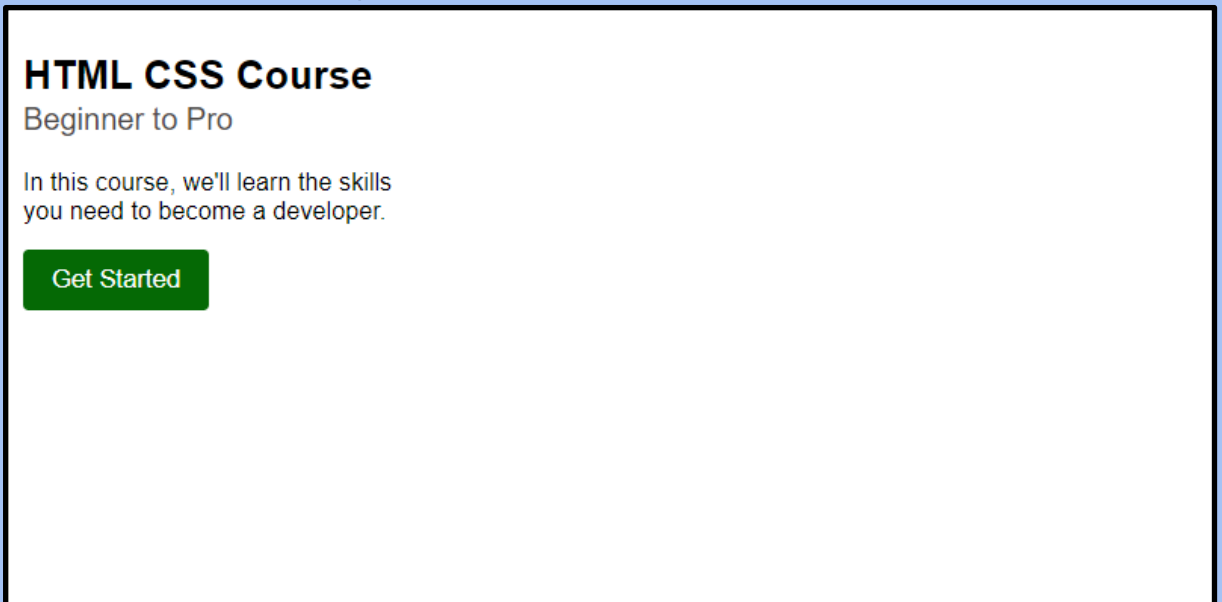 HTML CSS Course
Beginner to Pro
In this course, we'll learn the skills
you need to become a developer.
Get Started